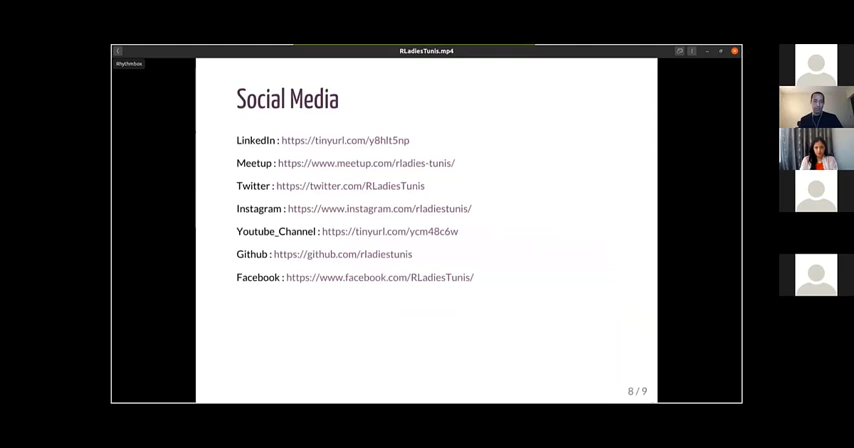 RLadiesTunis.mp4
Rhythmbox
Social Media
LinkedIn : https://tinyurl.com/y8hlt5np
Meetup : https://www.meetup.com/rladies-tunis/
Twitter : https://twitter.com/RLadiesTunis
Instagram : https://www.instagram.com/rladiestunis/
Youtube_Channel : https://tinyurl.com/ycm48c6w
Github : https://github.com/rladiestunis
Facebook : https://www.facebook.com/RLadiesTunis/
8 / 9